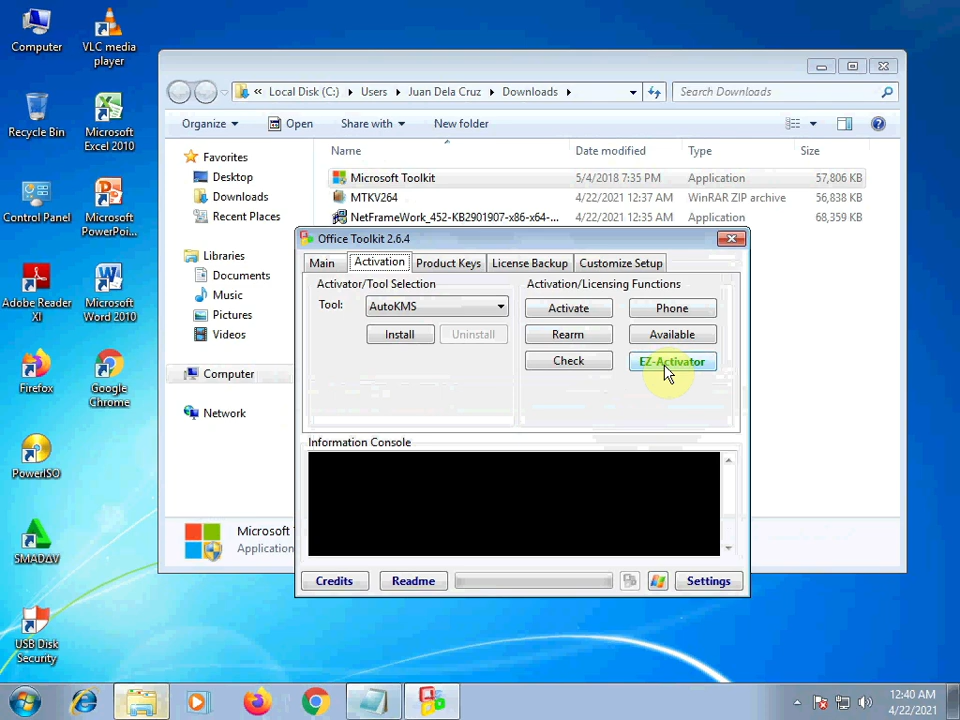 Computer
VLC media
player
Recycle Bin
Microsoft
Excel 2010
Control Panel
Microsoft
PowerPoi...
Adobe Reader
XI
Microsoft
Word 2010
Firefox
Google
Chrome
PowerISO
SMADΔV
USB Disk
Security
« Local Disk (C:) Users Juan Dela Cruz Downloads
Search Downloads
Organize Open Share with New folder
Favorites
Desktop
Downloads
Recent Places
Libraries
Documents
Music
Pictures
Videos
Computer
Network
Name Date modified Type Size
Microsoft Toolkit 5/4/2018 7:35 PM Application 57,806 KB
MTKV264 4/22/2021 12:37 AM WinRAR ZIP archive 56,838 KB
NetFrameWork_452-KB2901907-x86-x64-... 4/22/2021 12:35 AM Application 68,359 KB
Microsoft
Application
Office Toolkit 2.6.4
Main Activation Product Keys License Backup Customize Setup
Activator/Tool Selection
Tool: AutoKMS
Install Uninstall
Activation/Licensing Functions
Activate Phone
Rearm Available
Check EZ-Activator
Information Console
Credits Readme Settings
12:40 AM
4/22/2021